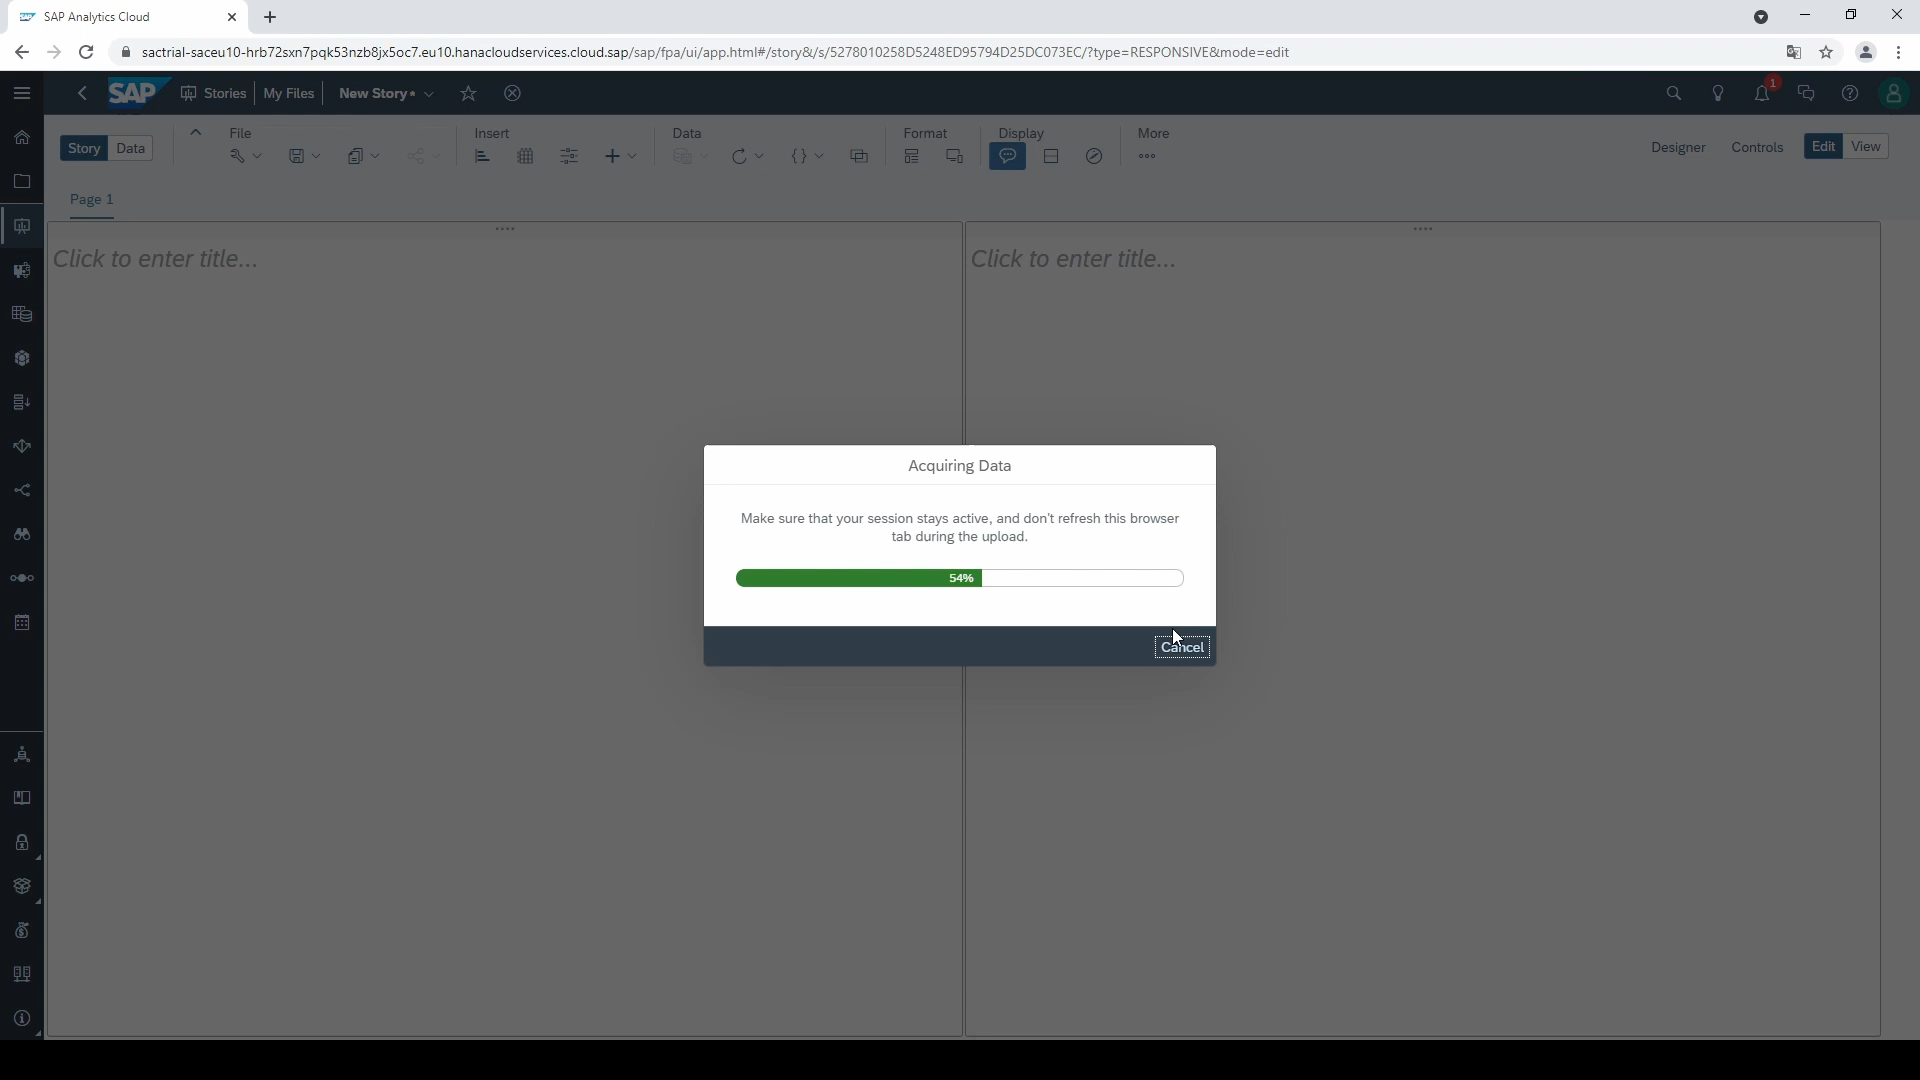 SAP Analytics Cloud
sactrial-saceu10-hrb72sxn7pqk53nzb8jx5oc7.eu10.hanacloudservices.cloud.sap/sap/fpa/ui/app.html#/story&/s/5278010258D5248ED95794D25DC073EC/?type=RESPONSIVE&mode=edit
SAP Stories My Files New Story* 1
File Insert Data Format Display More
Story Data Designer Controls Edit View
Page 1
Click to enter title... Click to enter title...
Acquiring Data
Make sure that your session stays active, and don't refresh this browser
tab during the upload.
54%
Cancel